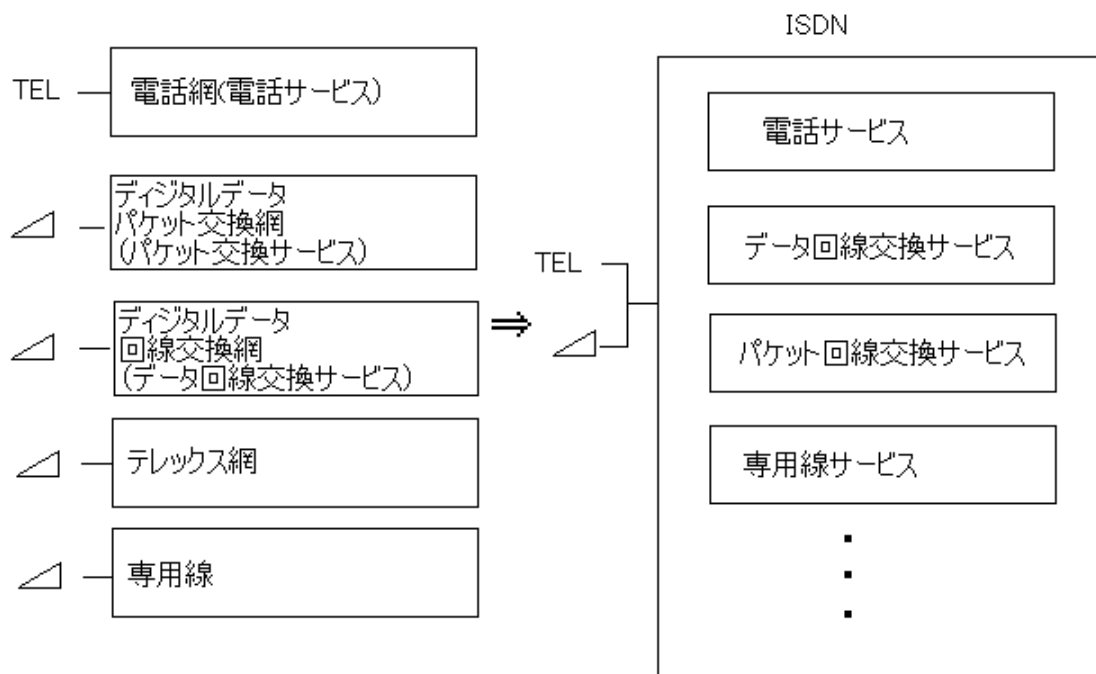 ISDN
TEL
電話網(電話サービス)
ディジタルデータ
パケット交換網
(パケット交換サービス)
ディジタルデータ
回線交換網
(データ回線交換サービス)
テレックス網
専用線
⇒
TEL
電話サービス
データ回線交換サービス
パケット回線交換サービス
専用線サービス
・
・
・